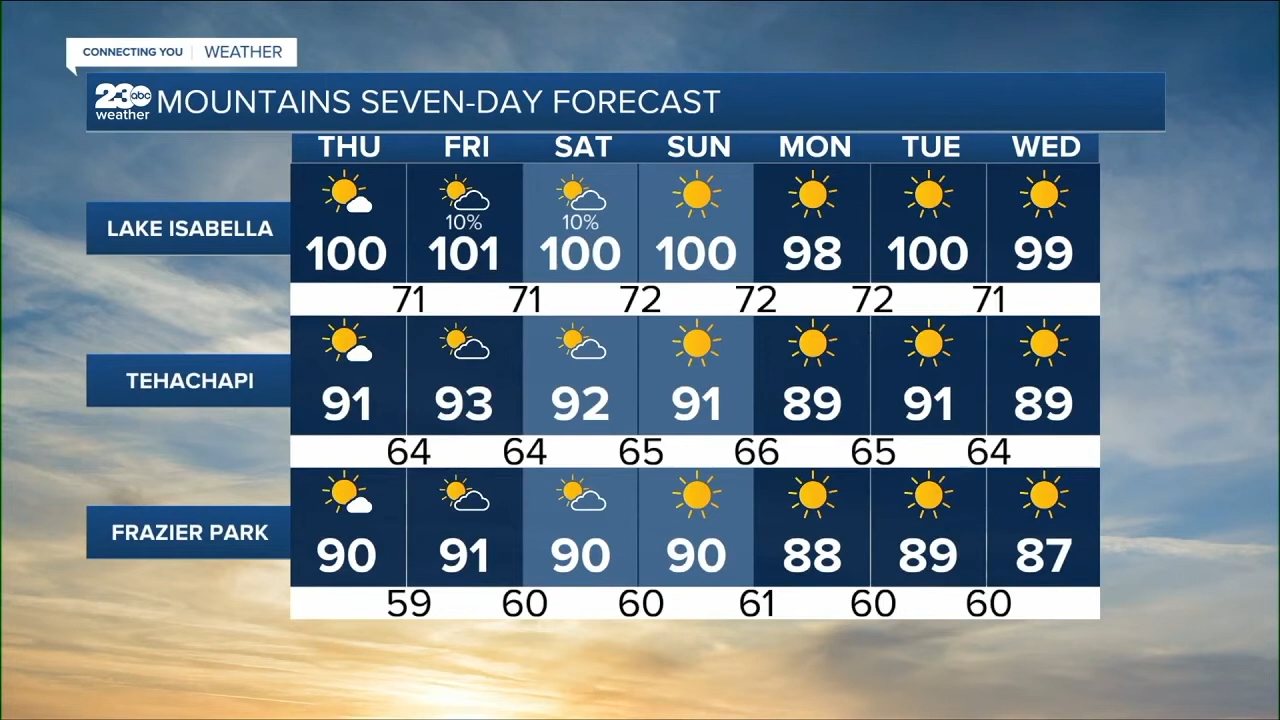 CONNECTING YOU | WEATHER
23 abc
weather
MOUNTAINS SEVEN-DAY FORECAST
THU FRI SAT SUN MON TUE WED
LAKE ISABELLA
10% 10%
100 101 100 100 98 100 99
71 71 72 72 72 71
TEHACHAPI
91 93 92 91 89 91 89
64 64 65 66 65 64
FRAZIER PARK
90 91 90 90 88 89 87
59 60 60 61 60 60